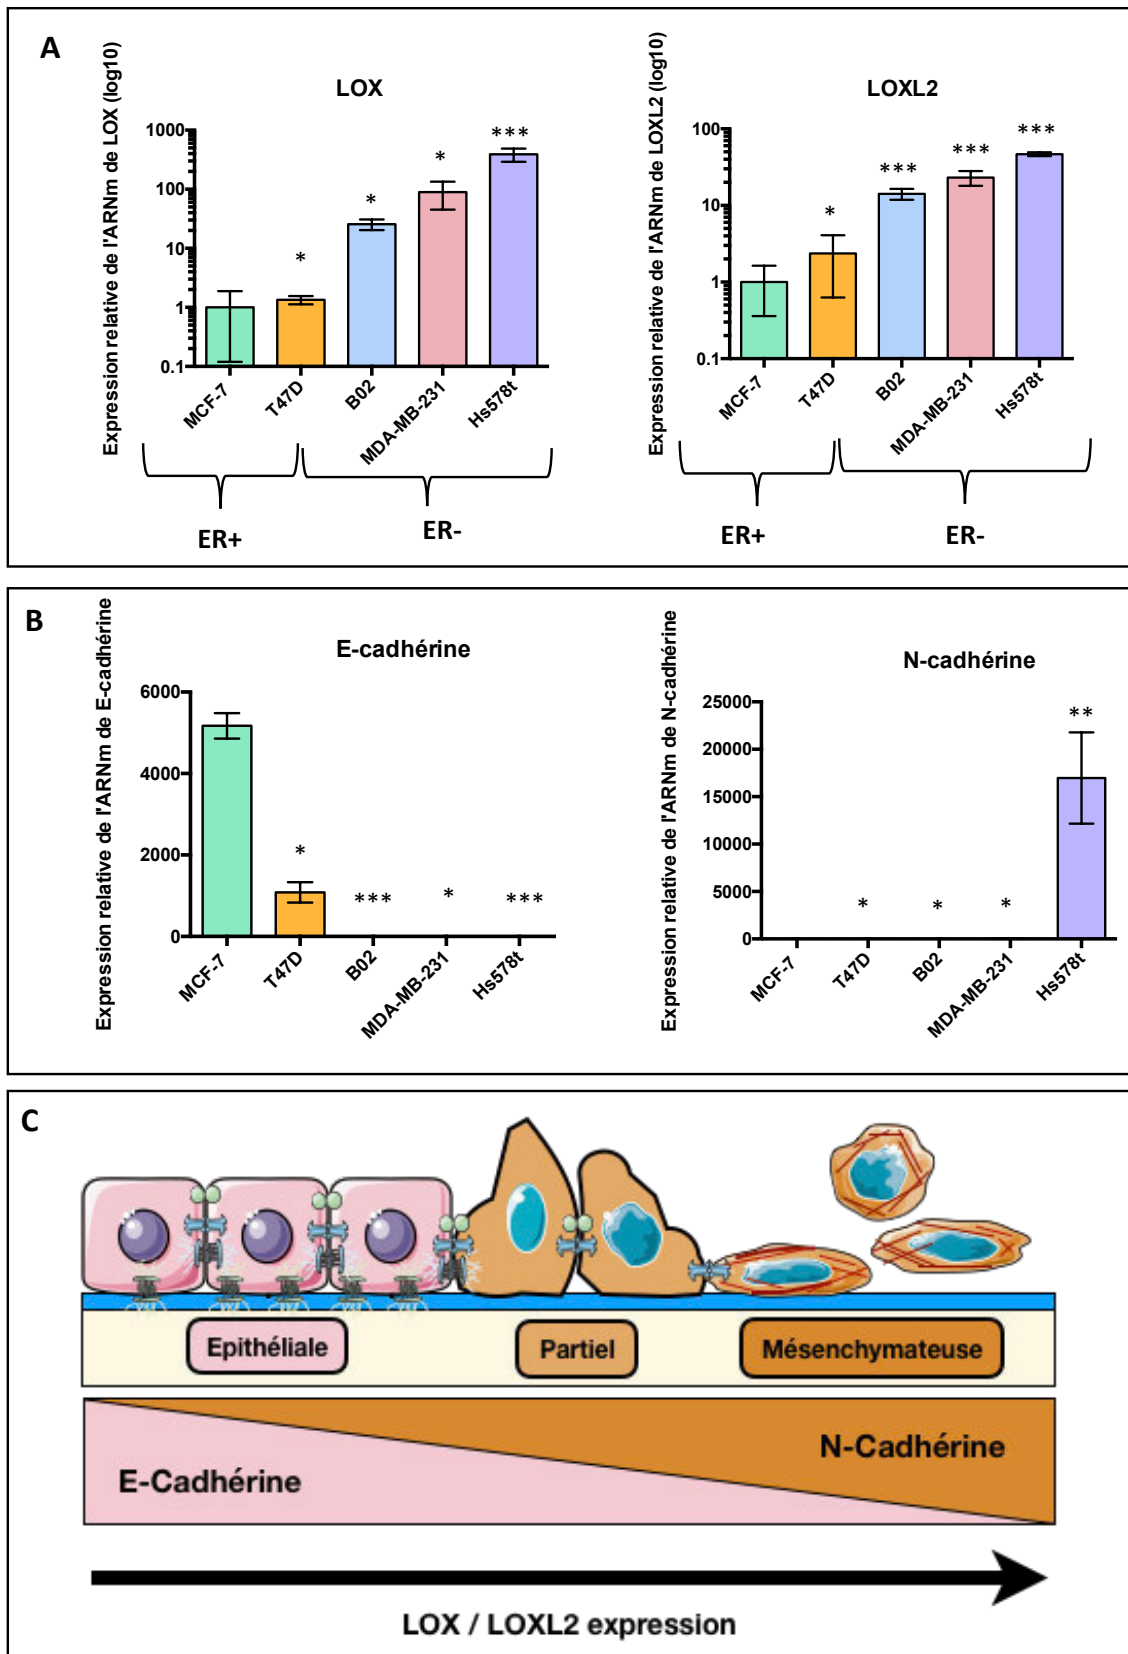 A
LOX
Expression relative de l'ARNm de LOX (log10)
1000
100
10
1
0.1
*
*
*
***
MCF-7
T47D
B02
MDA-MB-231
Hs578t
ER+
ER-
LOXL2
Expression relative de l'ARNm de LOXL2 (log10)
100
10
1
0.1
*
***
***
***
MCF-7
T47D
B02
MDA-MB-231
Hs578t
ER+
ER-
B
E-cadhérine
Expression relative de l'ARNm de E-cadhérine
6000
4000
2000
0
*
***
*
***
MCF-7
T47D
B02
MDA-MB-231
Hs578t
N-cadhérine
Expression relative de l'ARNm de N-cadhérine
25000
20000
15000
10000
5000
0
*
*
*
**
MCF-7
T47D
B02
MDA-MB-231
Hs578t
C
Epithéliale
Partiel
Mésenchymateuse
N-Cadhérine
E-Cadhérine
LOX / LOXL2 expression